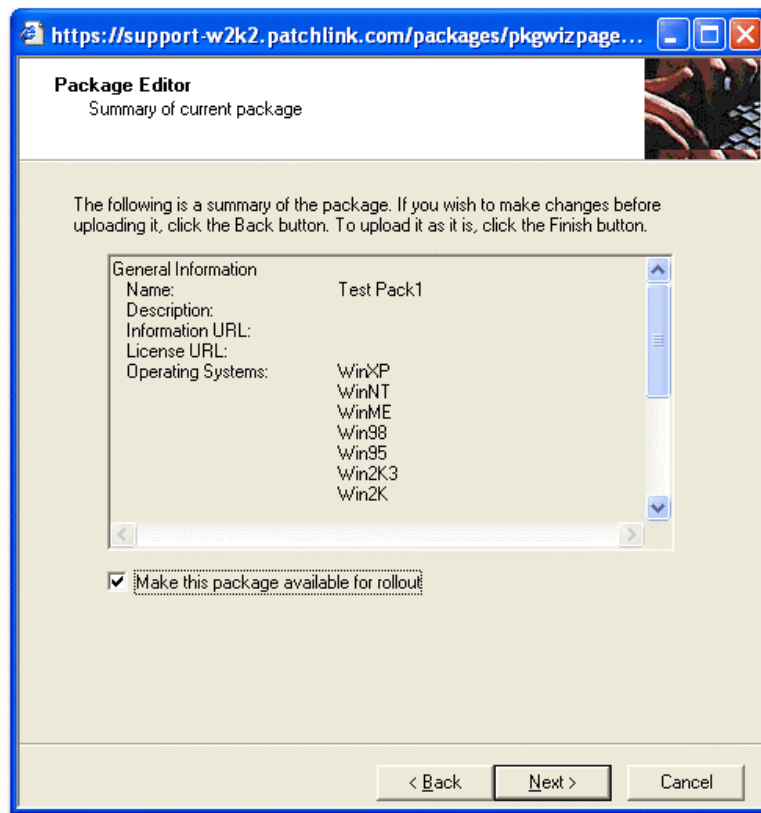 https://support-w2k2.patchlink.com/packages/pkgwizpage...
Package Editor
Summary of current package
The following is a summary of the package. If you wish to make changes before
uploading it, click the Back button. To upload it as it is, click the Finish button.
General Information
Name: Test Pack1
Description:
Information URL:
License URL:
Operating Systems: WinXP
WinNT
WinME
Win98
Win95
Win2K3
Win2K
Make this package available for rollout
< Back Next > Cancel